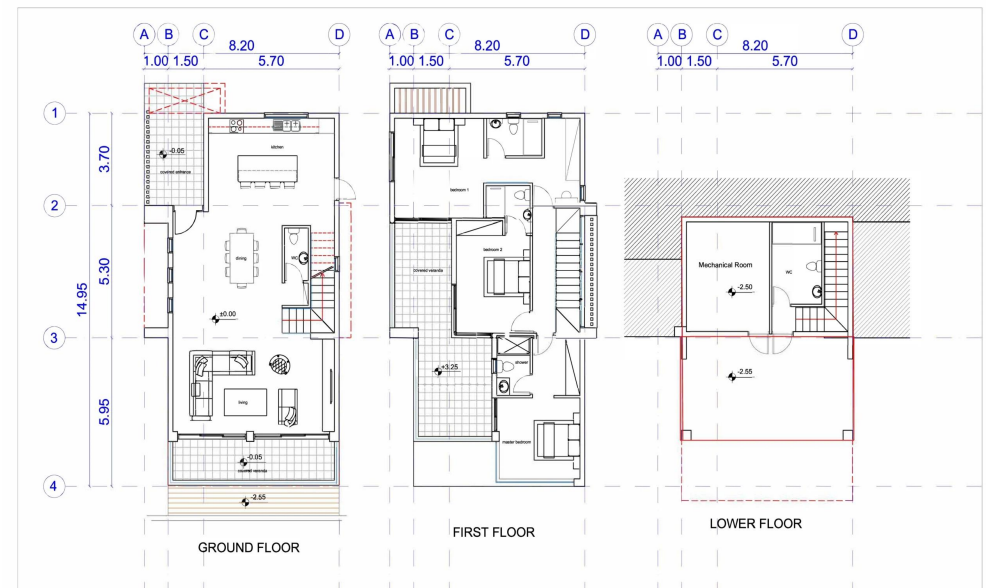 A B C D
8.20
1.00 1.50 5.70
A B C D
8.20
1.00 1.50 5.70
A B C D
8.20
1.00 1.50 5.70
1
3.70
2
5.30
14.95
3
5.95
4
kitchen
-0.05
covered entrance
dining
WC
±0.00
living
-0.05
covered veranda
-2.55
GROUND FLOOR
bedroom 1
bedroom 2
covered veranda
+3.25
shower
master bedroom
FIRST FLOOR
Mechanical Room
-2.50
WC
-2.55
LOWER FLOOR